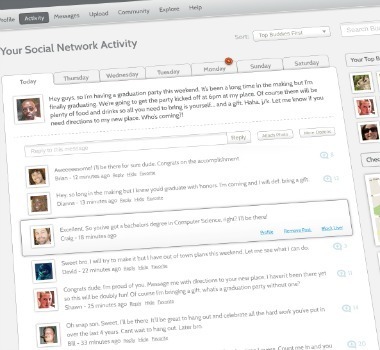 Profile Activity Messages Upload Community Explore Help
Your Social Network Activity
Sort: Top Buddies First
Search Bud
Today Thursday Wednesday Tuesday Monday Sunday Saturday
Your Top B
Hey guys, so I'm having a graduation party this weekend. It's been a long time in the making but I'm
finally graduating. We're going to get the party kicked off at 6pm at my place. Of course there will be
plenty of food and drinks so all you need to bring is yourself... and a gift. Haha, j/k. Let me know if you
need directions to my new place. Who's coming?!
Reply to this message Reply Attach Photo
Awesoeeome! I'll be there for sure dude. Congrats on the accomplishment
Brian - 12 minutes ago Reply Hide Favorite
Hey, so long in the making but I knew you'd graduate with honors. I'm coming and I will def. bring a gift.
Dianne - 13 minutes ago Reply Hide Favorite
Excellent. So you've got a bachelors degree in Computer Science, right? I'll be there!
Craig - 18 minutes ago Profile Remove Post Block User
Check
Sweet bro. I will try to make it but I have out of town plans this weekend. Let me see what I can do.
David - 23 minutes ago Reply Hide Favorite
Congrats dude, I'm proud of you. Message me with directions to your new place. I haven't been there yet
so this will be doubly fun! Of course I'm bringing a gift, what's a graduation party without one?
Shawn - 25 minutes ago Reply Hide Favorite
Oh snap son. Sweet, I'll be there. It'll be great to hang out and celebrate all the hard work you've put in
over the last 4 years. Cant wait to hang out. Later bro.
Bill - 33 minutes ago Reply Hide Favorite